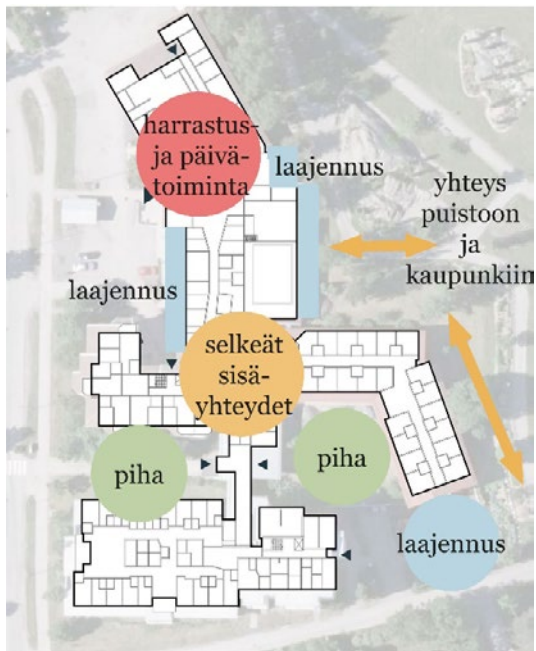 harrastus-
ja päivä-
toiminta
laajennus
yhteys
puistoon
ja
kaupunkiin
laajennus
selkeät
sisä-
yhteydet
piha
piha
laajennus